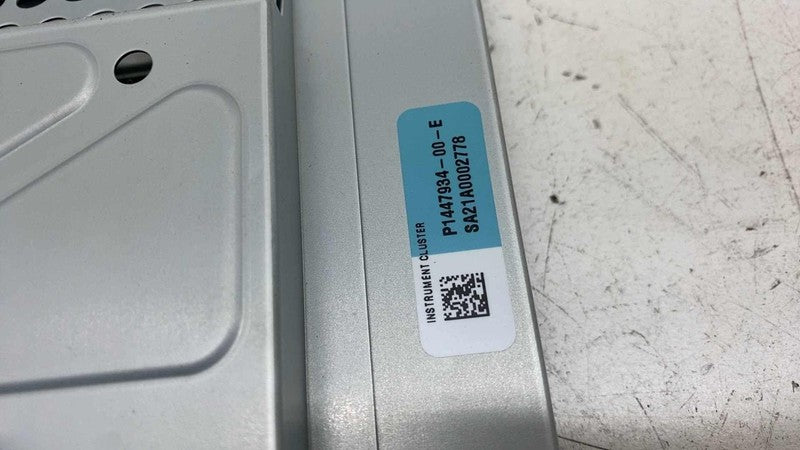 INSTRUMENT CLUSTER
P1447934-00-E
SA21A0002778